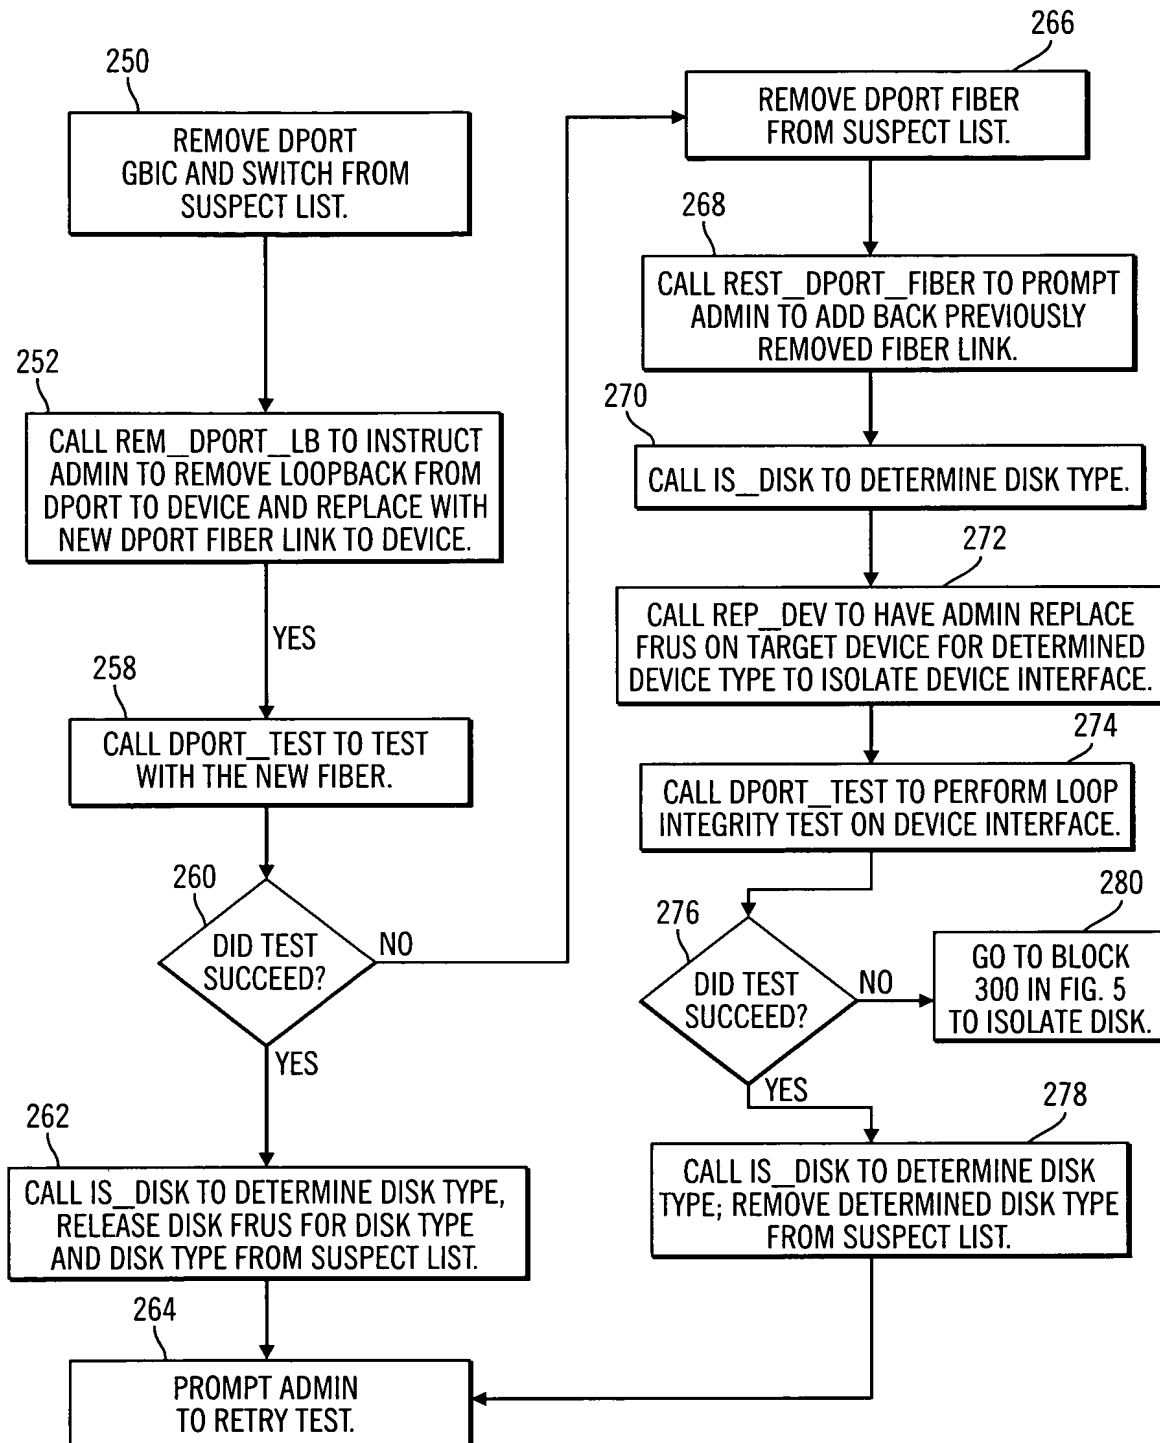 250
REMOVE DPORT
GBIC AND SWITCH FROM
SUSPECT LIST.
252
CALL REM_DPORT_LB TO INSTRUCT
ADMIN TO REMOVE LOOPBACK FROM
DPORT TO DEVICE AND REPLACE WITH
NEW DPORT FIBER LINK TO DEVICE.
YES
258
CALL DPORT_TEST TO TEST
WITH THE NEW FIBER.
260
DID TEST
SUCCEED?
NO
YES
262
CALL IS_DISK TO DETERMINE DISK TYPE,
RELEASE DISK FRUS FOR DISK TYPE
AND DISK TYPE FROM SUSPECT LIST.
264
PROMPT ADMIN
TO RETRY TEST.
266
REMOVE DPORT FIBER
FROM SUSPECT LIST.
268
CALL REST_DPORT_FIBER TO PROMPT
ADMIN TO ADD BACK PREVIOUSLY
REMOVED FIBER LINK.
270
CALL IS_DISK TO DETERMINE DISK TYPE.
272
CALL REP_DEV TO HAVE ADMIN REPLACE
FRUS ON TARGET DEVICE FOR DETERMINED
DEVICE TYPE TO ISOLATE DEVICE INTERFACE.
274
CALL DPORT_TEST TO PERFORM LOOP
INTEGRITY TEST ON DEVICE INTERFACE.
276
DID TEST
SUCCEED?
NO
280
GO TO BLOCK
300 IN FIG. 5
TO ISOLATE DISK.
YES
278
CALL IS_DISK TO DETERMINE DISK
TYPE; REMOVE DETERMINED DISK TYPE
FROM SUSPECT LIST.